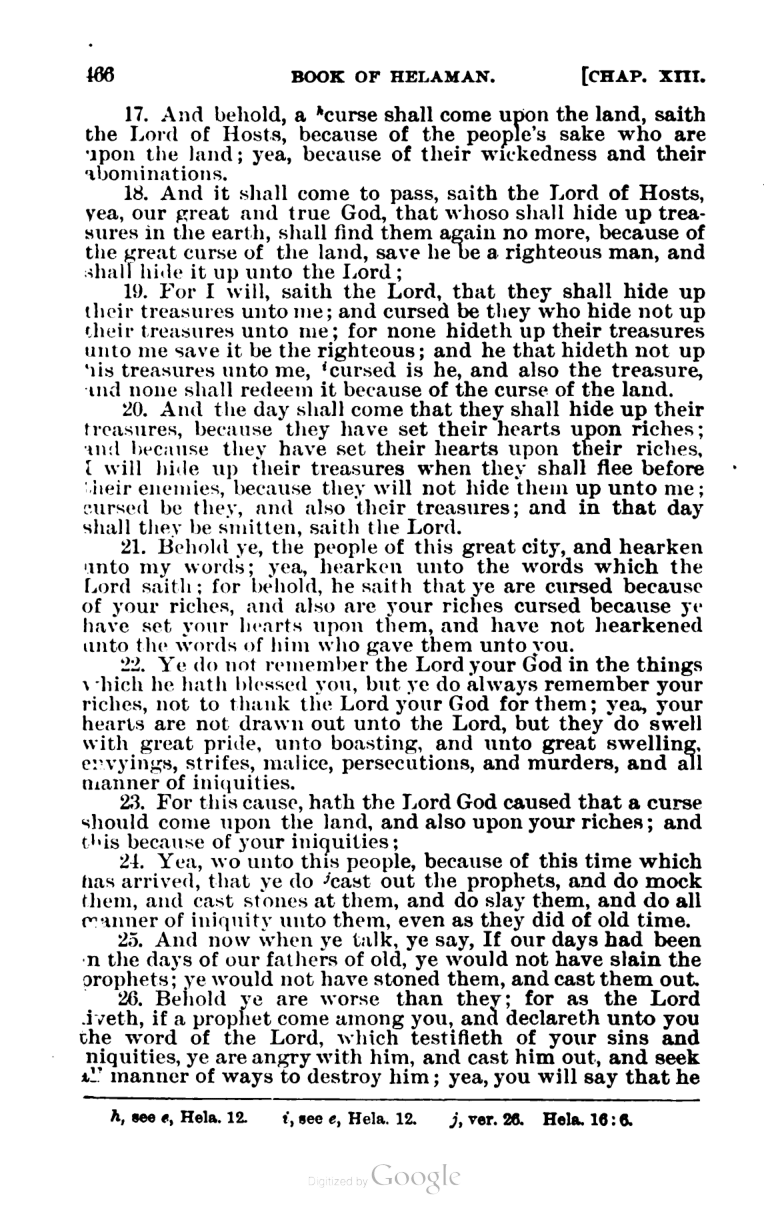 466 BOOK OF HELAMAN. [CHAP. XIII.
17. And behold, a hcurse shall come upon the land, saith
the Lord of Hosts, because of the people's sake who are
upon the land; yea, because of their wickedness and their
abominations.
18. And it shall come to pass, saith the Lord of Hosts,
yea, our great and true God, that whoso shall hide up trea-
sures in the earth, shall find them again no more, because of
the great curse of the land, save he be a righteous man, and
shall hide it up unto the Lord;
19. For I will, saith the Lord, that they shall hide up
their treasures unto me; and cursed be they who hide not up
their treasures unto me; for none hideth up their treasures
unto me save it be the righteous; and he that hideth not up
his treasures unto me, icursed is he, and also the treasure,
and none shall redeem it because of the curse of the land.
20. And the day shall come that they shall hide up their
treasures, because they have set their hearts upon riches;
and because they have set their hearts upon their riches,
I will hide up their treasures when they shall flee before
their enemies, because they will not hide them up unto me;
cursed be they, and also their treasures; and in that day
shall they be smitten, saith the Lord.
21. Behold ye, the people of this great city, and hearken
unto my words; yea, hearken unto the words which the
Lord saith; for behold, he saith that ye are cursed because
of your riches, and also are your riches cursed because ye
have set your hearts upon them, and have not hearkened
unto the words of him who gave them unto you.
22. Ye do not remember the Lord your God in the things
which he hath blessed you, but ye do always remember your
riches, not to thank the Lord your God for them; yea, your
hearts are not drawn out unto the Lord, but they do swell
with great pride, unto boasting, and unto great swelling,
envyings, strifes, malice, persecutions, and murders, and all
manner of iniquities.
23. For this cause, hath the Lord God caused that a curse
should come upon the land, and also upon your riches; and
this because of your iniquities;
24. Yea, wo unto this people, because of this time which
has arrived, that ye do jcast out the prophets, and do mock
them, and cast stones at them, and do slay them, and do all
manner of iniquity unto them, even as they did of old time.
25. And now when ye talk, ye say, If our days had been
in the days of our fathers of old, ye would not have slain the
prophets; ye would not have stoned them, and cast them out.
26. Behold ye are worse than they; for as the Lord
liveth, if a prophet come among you, and declareth unto you
the word of the Lord, which testifieth of your sins and
iniquities, ye are angry with him, and cast him out, and seek
all manner of ways to destroy him; yea, you will say that he
h, see e, Hela. 12. i, see e, Hela. 12. j, ver. 26. Hela. 16:6.
Digitized by Google